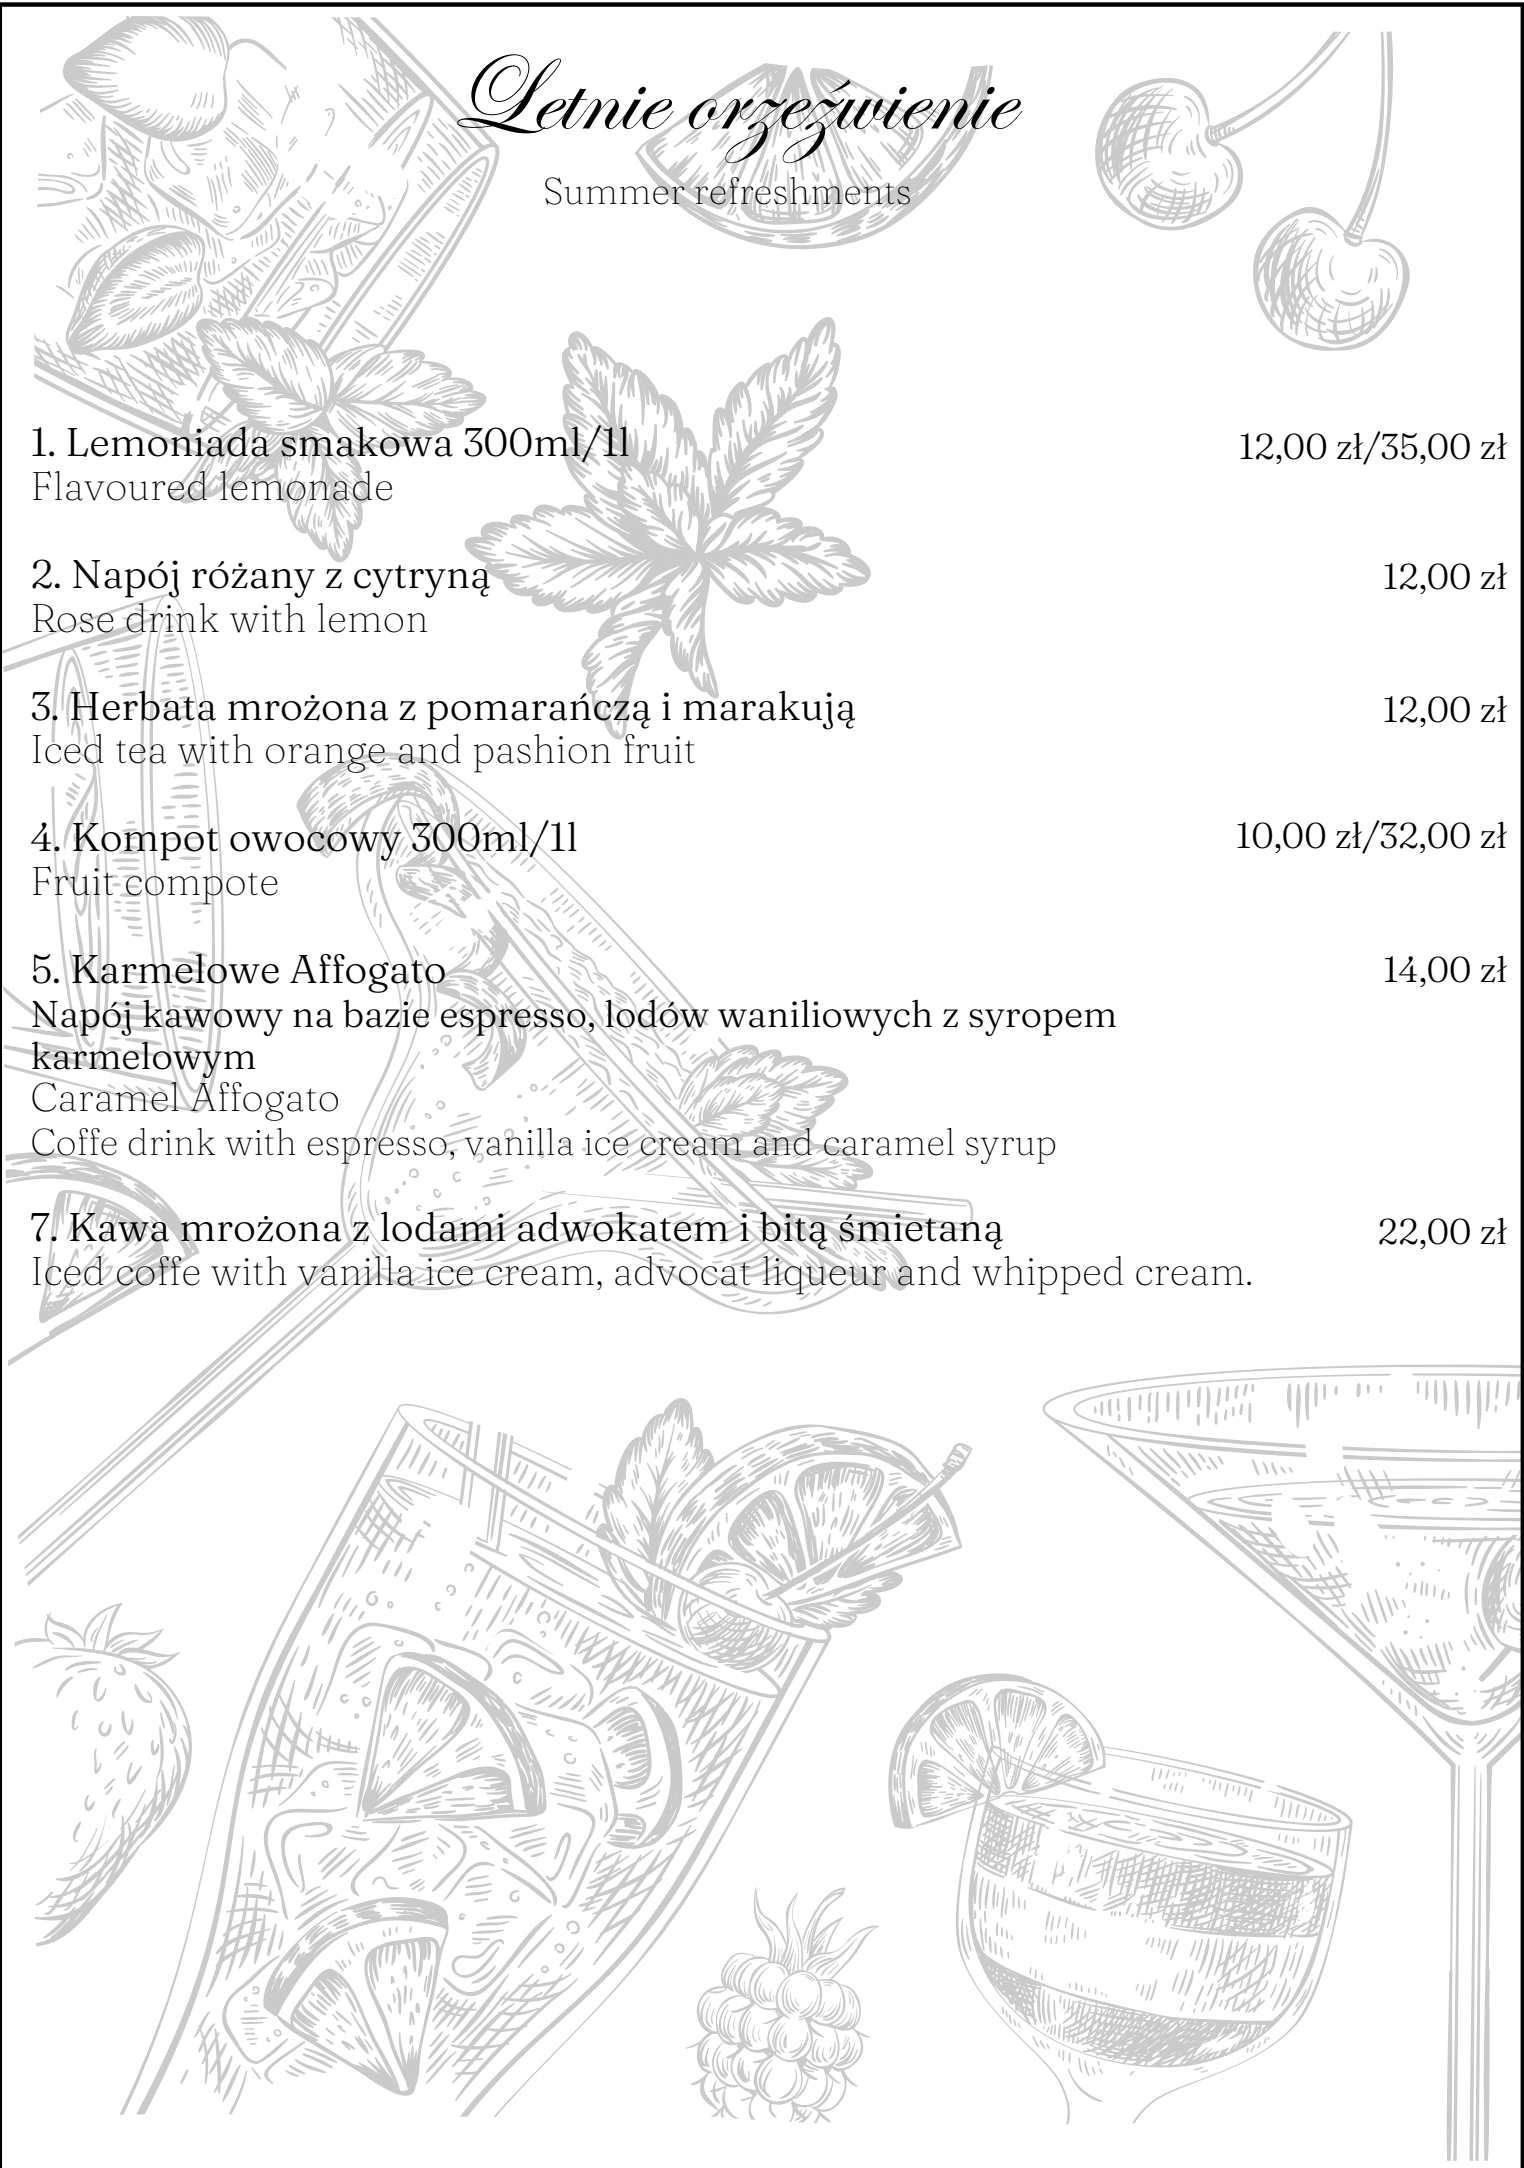 Letnie orzeźwienie
Summer refreshments
1. Lemoniada smakowa 300ml/1l 12,00 zł/35,00 zł
Flavoured lemonade
2. Napój różany z cytryną 12,00 zł
Rose drink with lemon
3. Herbata mrożona z pomarańczą i marakują 12,00 zł
Iced tea with orange and pashion fruit
4. Kompot owocowy 300ml/1l 10,00 zł/32,00 zł
Fruit compote
5. Karmelowe Affogato 14,00 zł
Napój kawowy na bazie espresso, lodów waniliowych z syropem
karmelowym
Caramel Affogato
Coffe drink with espresso, vanilla ice cream and caramel syrup
7. Kawa mrożona z lodami adwokatem i bitą śmietaną 22,00 zł
Iced coffe with vanilla ice cream, advocat liqueur and whipped cream.